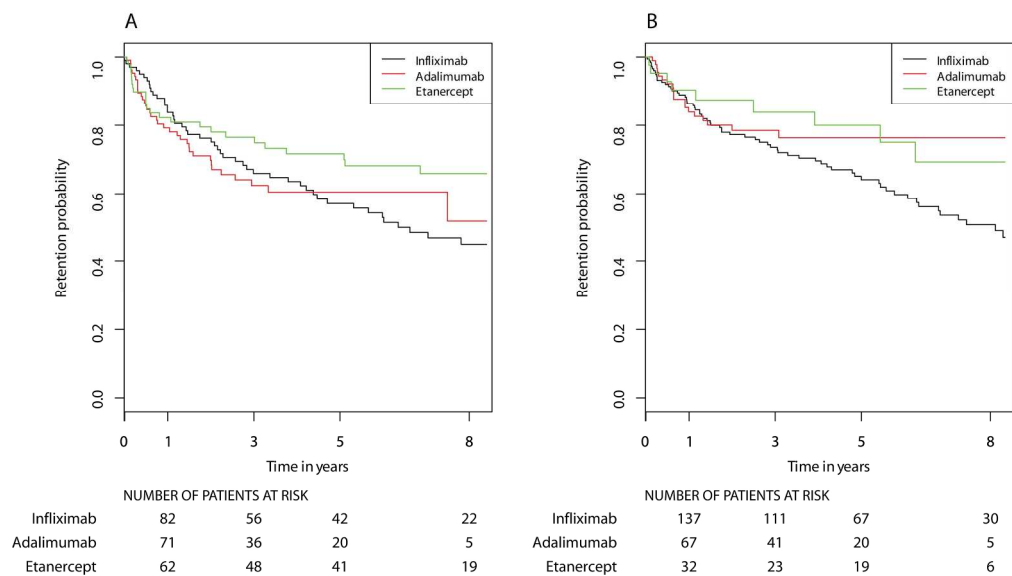 A
Infliximab
Adalimumab
Etanercept
Retention probability
1.0
0.8
0.6
0.4
0.2
0.0
0 1 3 5 8
Time in years
NUMBER OF PATIENTS AT RISK
Infliximab 82 56 42 22
Adalimumab 71 36 20 5
Etanercept 62 48 41 19
B
Infliximab
Adalimumab
Etanercept
Retention probability
1.0
0.8
0.6
0.4
0.2
0.0
0 1 3 5 8
Time in years
NUMBER OF PATIENTS AT RISK
Infliximab 137 111 67 30
Adalimumab 67 41 20 5
Etanercept 32 23 19 6